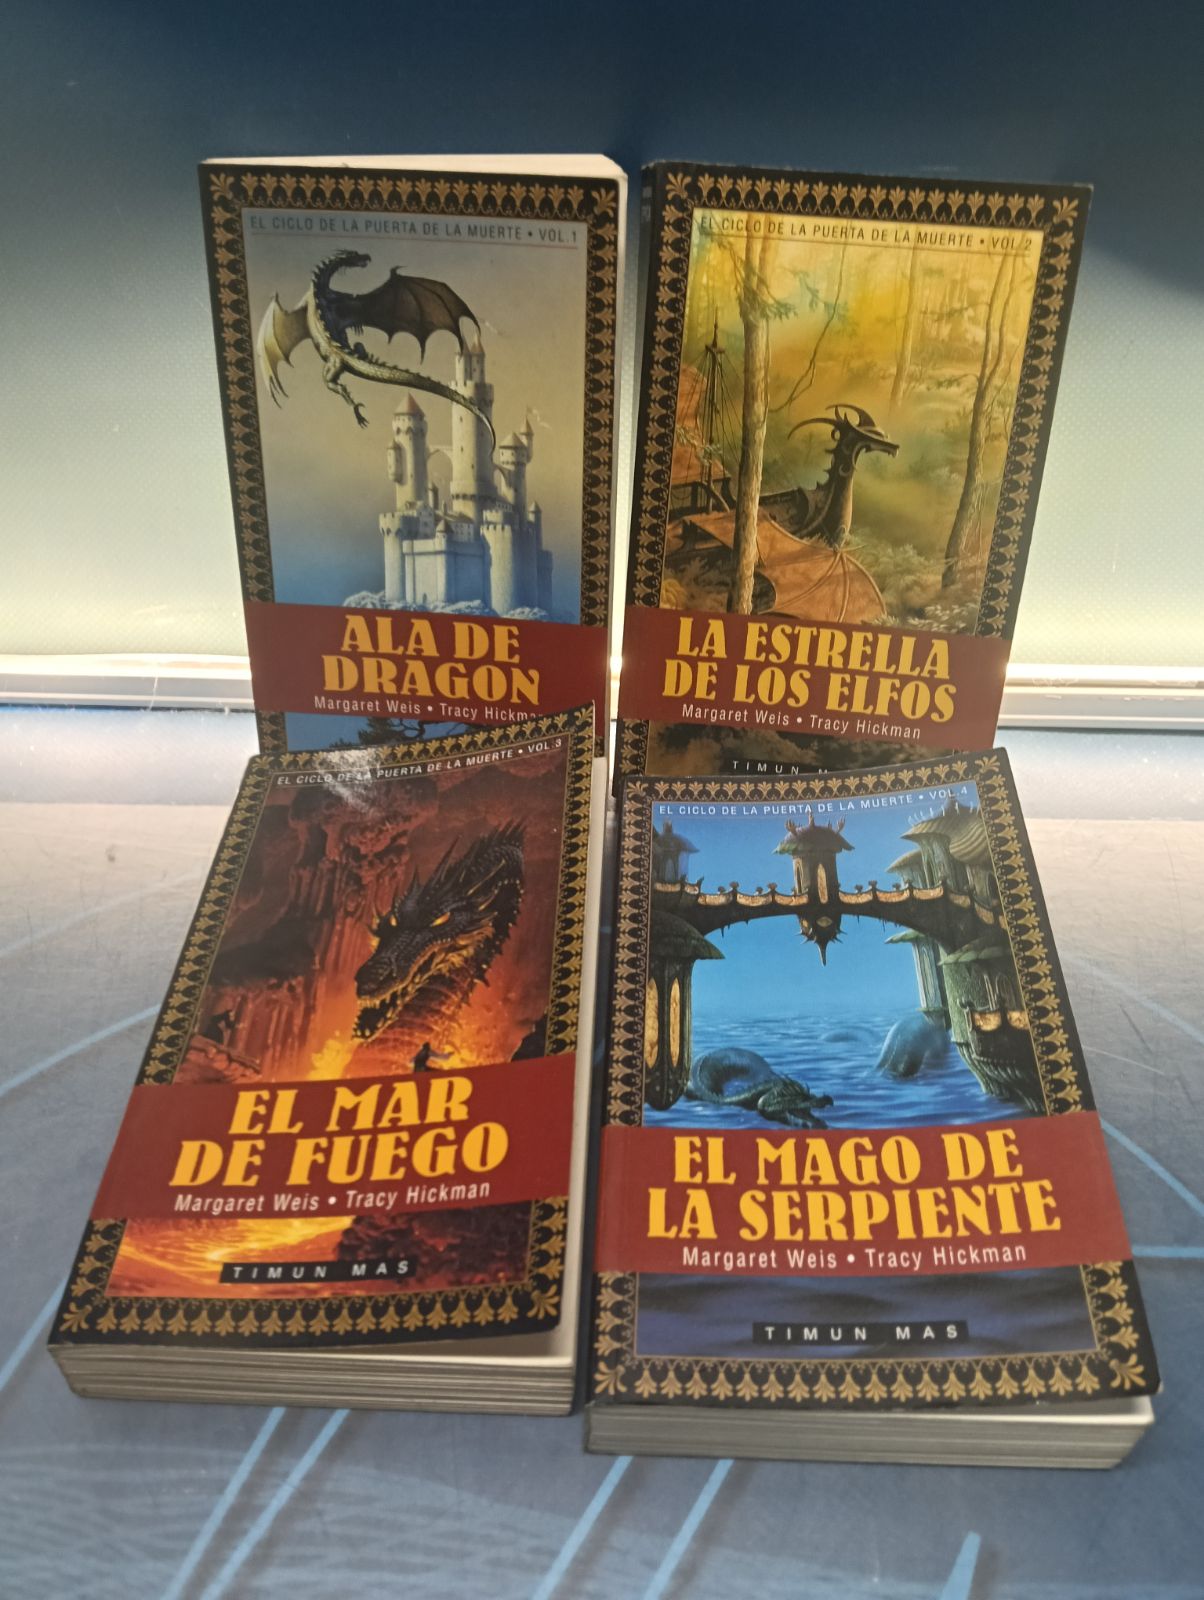 EL CICLO DE LA PUERTA DE LA MUERTE • VOL.1
ALA DE
DRAGON
Margaret Weis • Tracy
EL CICLO DE LA PUERTA DE LA MUERTE • VOL.2
LA ESTRELLA
DE LOS ELFOS
Margaret Weis • Tracy Hickman
TIMUN
EL CICLO DE LA PUERTA DE LA MUERTE • VOL.3
EL MAR
DE FUEGO
Margaret Weis • Tracy Hickman
TIMUN MAS
EL CICLO DE LA PUERTA DE LA MUERTE • VOL.4
EL MAGO DE
LA SERPIENTE
Margaret Weis • Tracy Hickman
TIMUN MAS